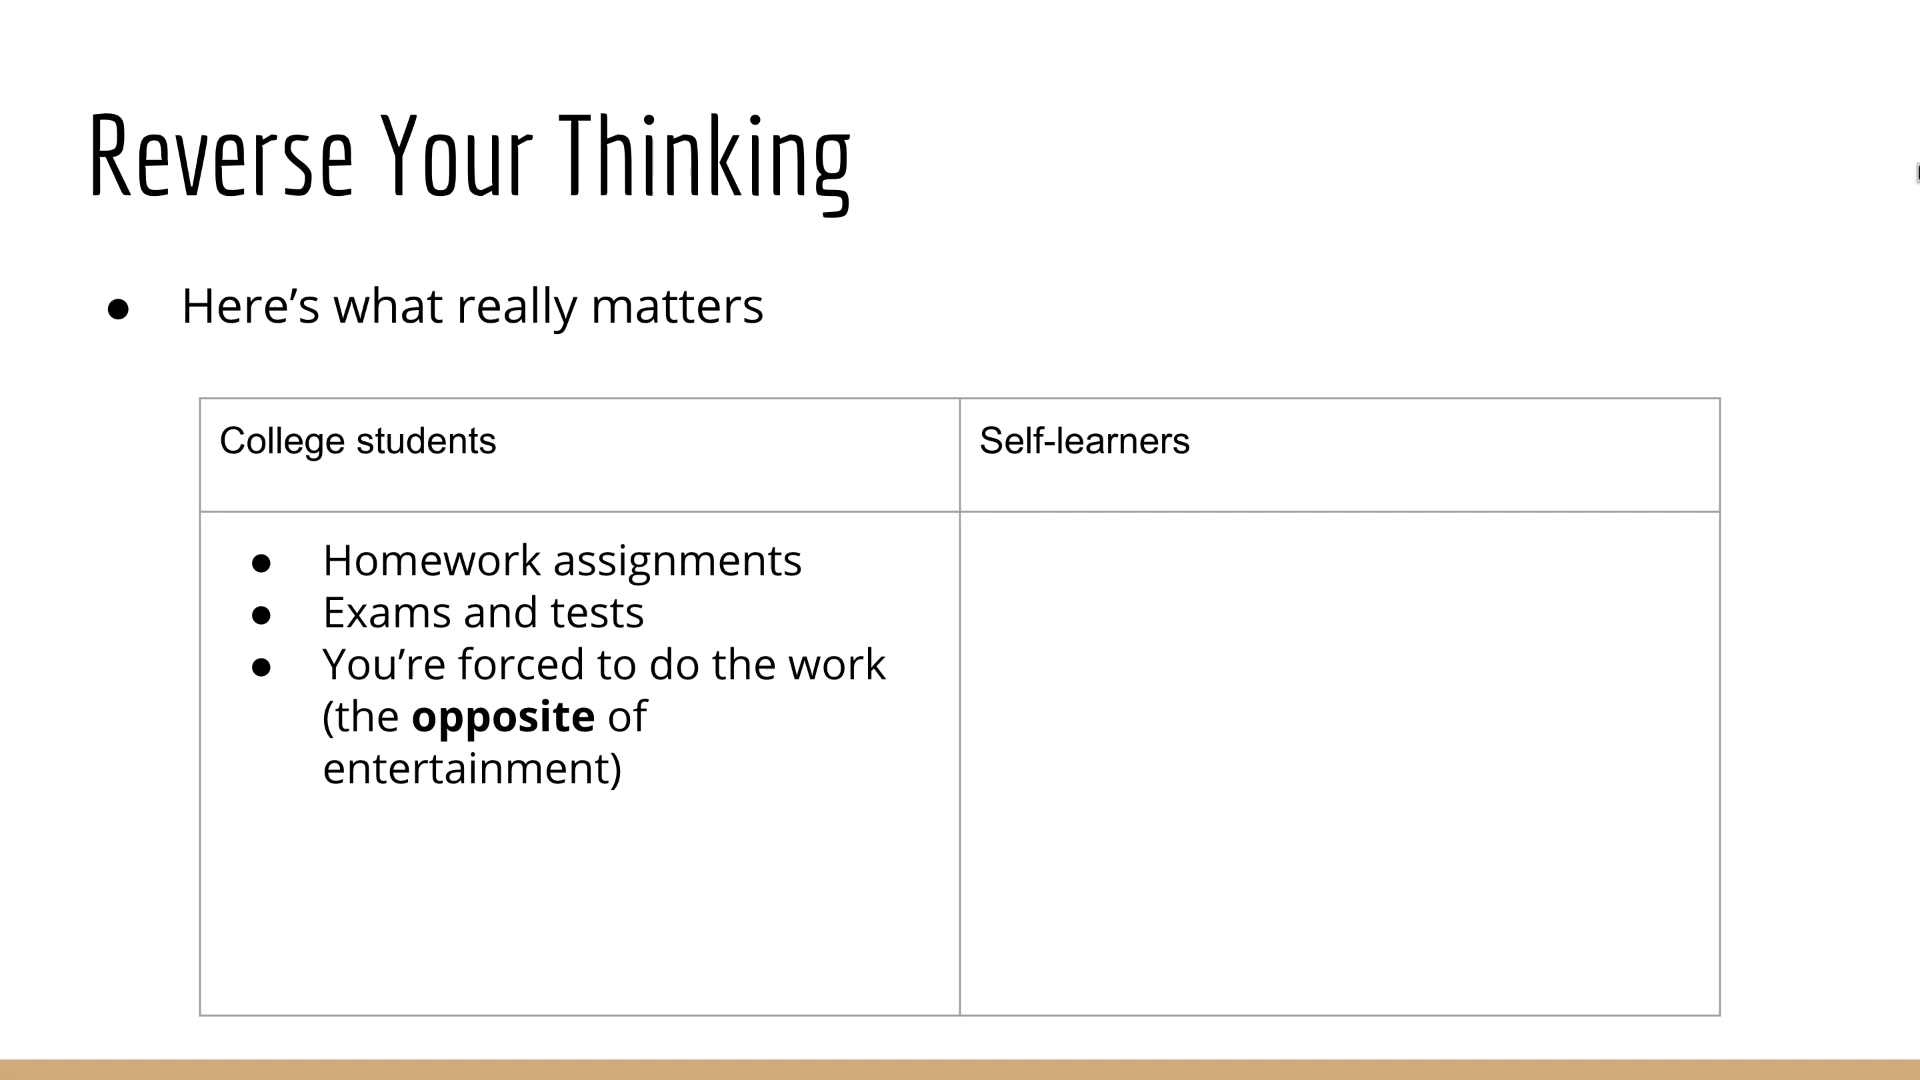 Reverse Your Thinking
● Here’s what really matters
College students
Self-learners
● Homework assignments
● Exams and tests
● You’re forced to do the work
(the opposite of
entertainment)